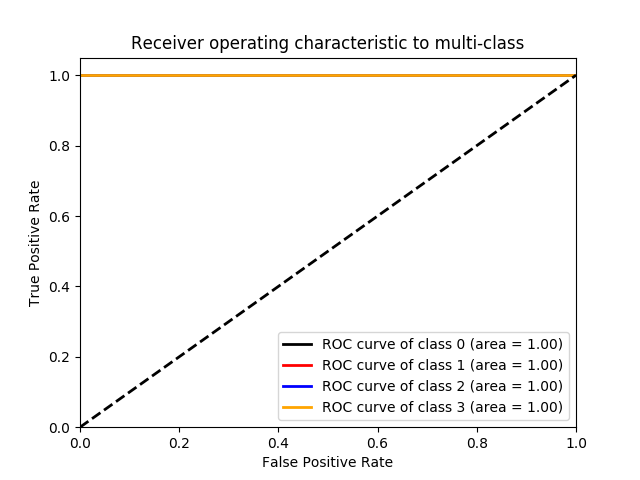 Receiver operating characteristic to multi-class
1.0
0.8
0.6
0.4
0.2
0.0
True Positive Rate
ROC curve of class 0 (area = 1.00)
ROC curve of class 1 (area = 1.00)
ROC curve of class 2 (area = 1.00)
ROC curve of class 3 (area = 1.00)
0.0 0.2 0.4 0.6 0.8 1.0
False Positive Rate